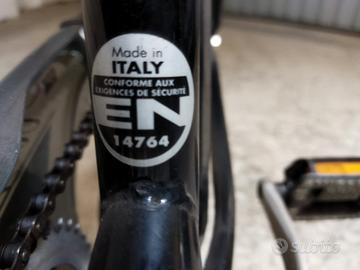 Made in
ITALY
CONFORME AUX
EXIGENCES DE SÉCURITÉ
EN
14764
subito